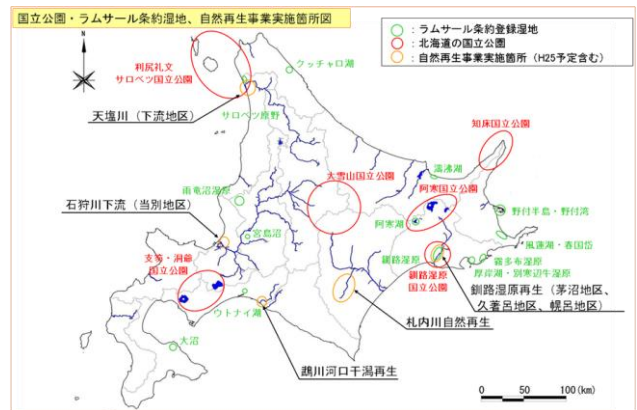 国立公園・ラムサール条約湿地、自然再生事業実施箇所図
：ラムサール条約登録湿地
：北海道の国立公園
：自然再生事業実施箇所（H25予定含む）
利尻礼文
サロベツ国立公園
クッチャロ湖
天塩川（下流地区）
サロベツ原野
知床国立公園
濤沸湖
大雪山国立公園
阿寒国立公園
雨竜沼湿原
野付半島・野付湾
石狩川下流（当別地区）
阿寒湖
宮島沼
風蓮湖・春国岱
支笏・洞爺
国立公園
釧路湿原
霧多布湿原
厚岸湖・別寒辺牛湿原
釧路湿原
国立公園
釧路湿原再生（茅沼地区、
久著呂地区、幌呂地区）
ウトナイ湖
札内川自然再生
大沼
鵡川河口干潟再生
0 50 100(km)